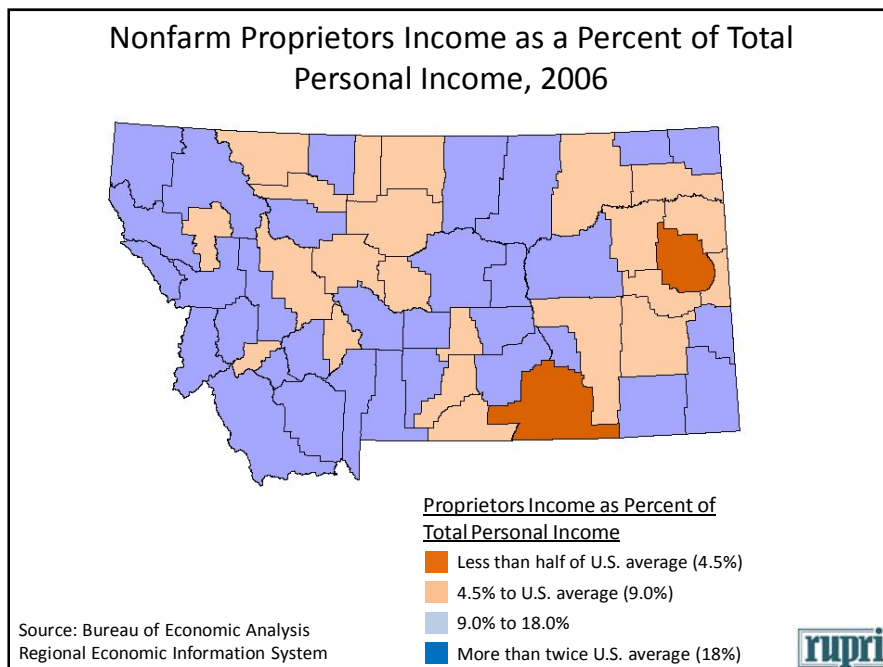 Nonfarm Proprietors Income as a Percent of Total
Personal Income, 2006
Proprietors Income as Percent of
Total Personal Income
Less than half of U.S. average (4.5%)
4.5% to U.S. average (9.0%)
9.0% to 18.0%
More than twice U.S. average (18%)
Source: Bureau of Economic Analysis
Regional Economic Information System
rupri